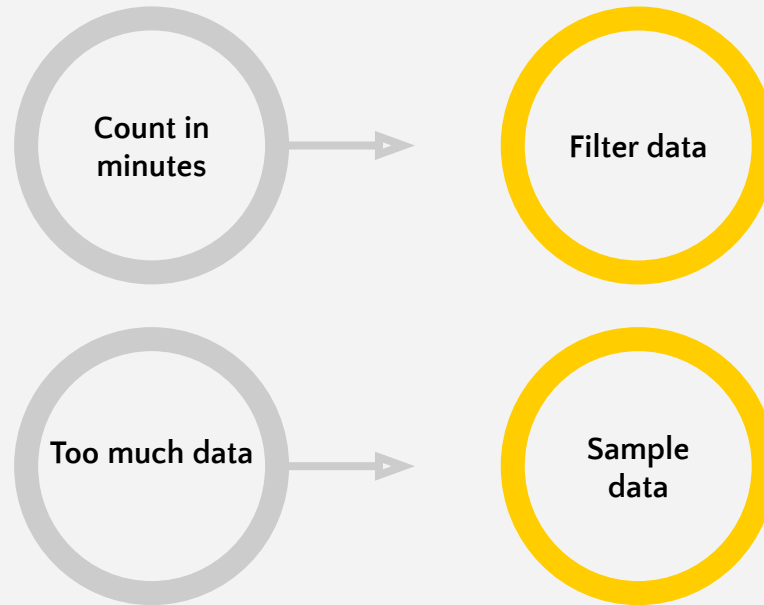 Count in
minutes
Filter data
Too much data
Sample
data